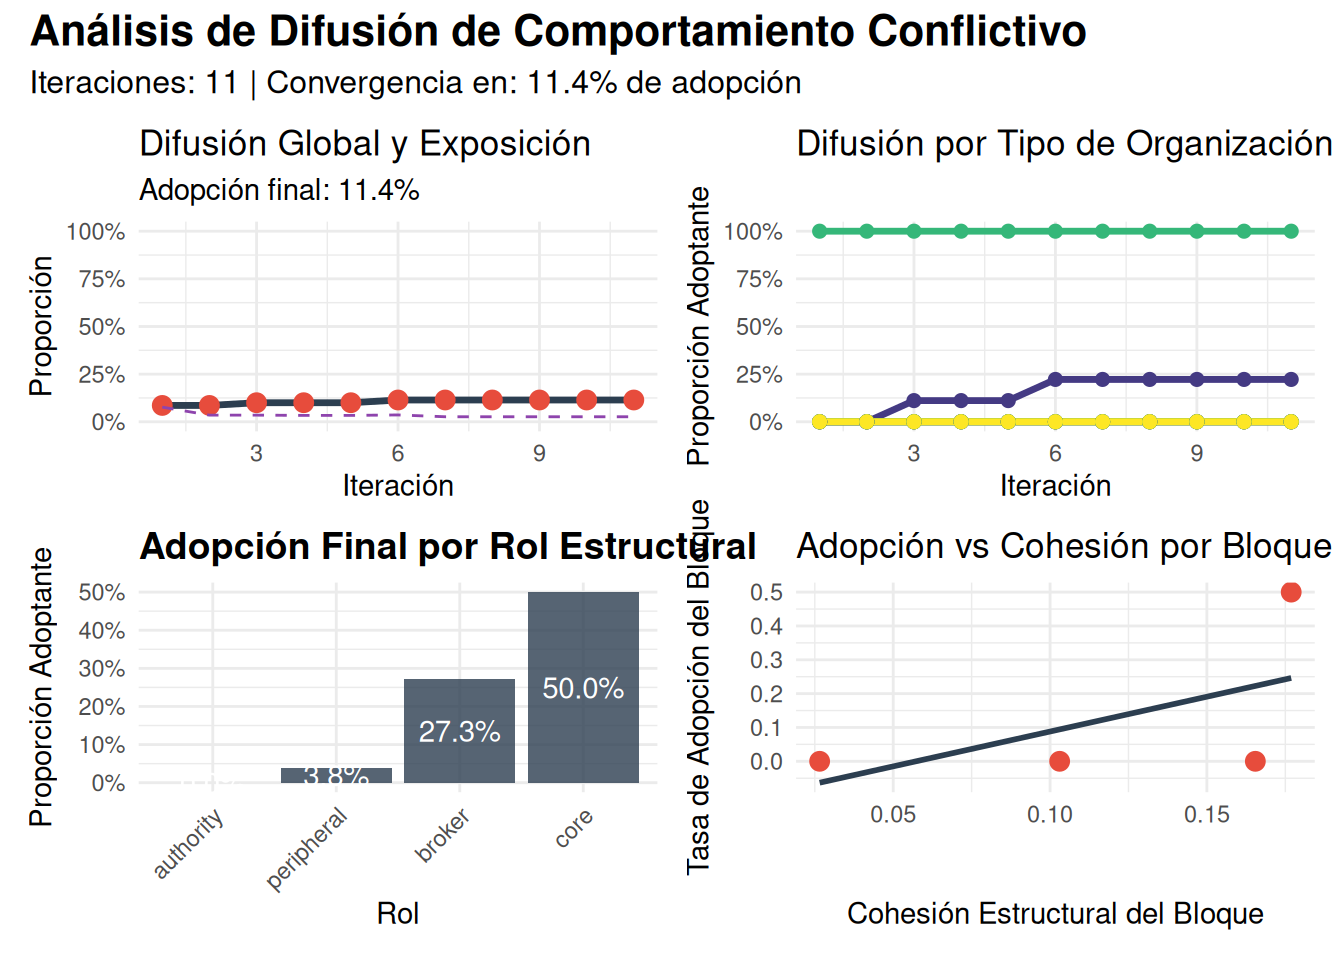 Análisis de Difusión de Comportamiento Conflictivo
Iteraciones: 11 | Convergencia en: 11.4% de adopción
Difusión Global y Exposición
Adopción final: 11.4%
Proporción
100%
75%
50%
25%
0%
3
6
9
Iteración
Difusión por Tipo de Organización
Proporción Adoptante
100%
75%
50%
25%
0%
3
6
9
Iteración
Adopción Final por Rol Estructural
Proporción Adoptante
50%
40%
30%
20%
10%
0%
3.8%
27.3%
50.0%
authority
peripheral
broker
core
Rol
Adopción vs Cohesión por Bloque
Tasa de Adopción del Bloque
0.5
0.4
0.3
0.2
0.1
0.0
0.05
0.10
0.15
Cohesión Estructural del Bloque